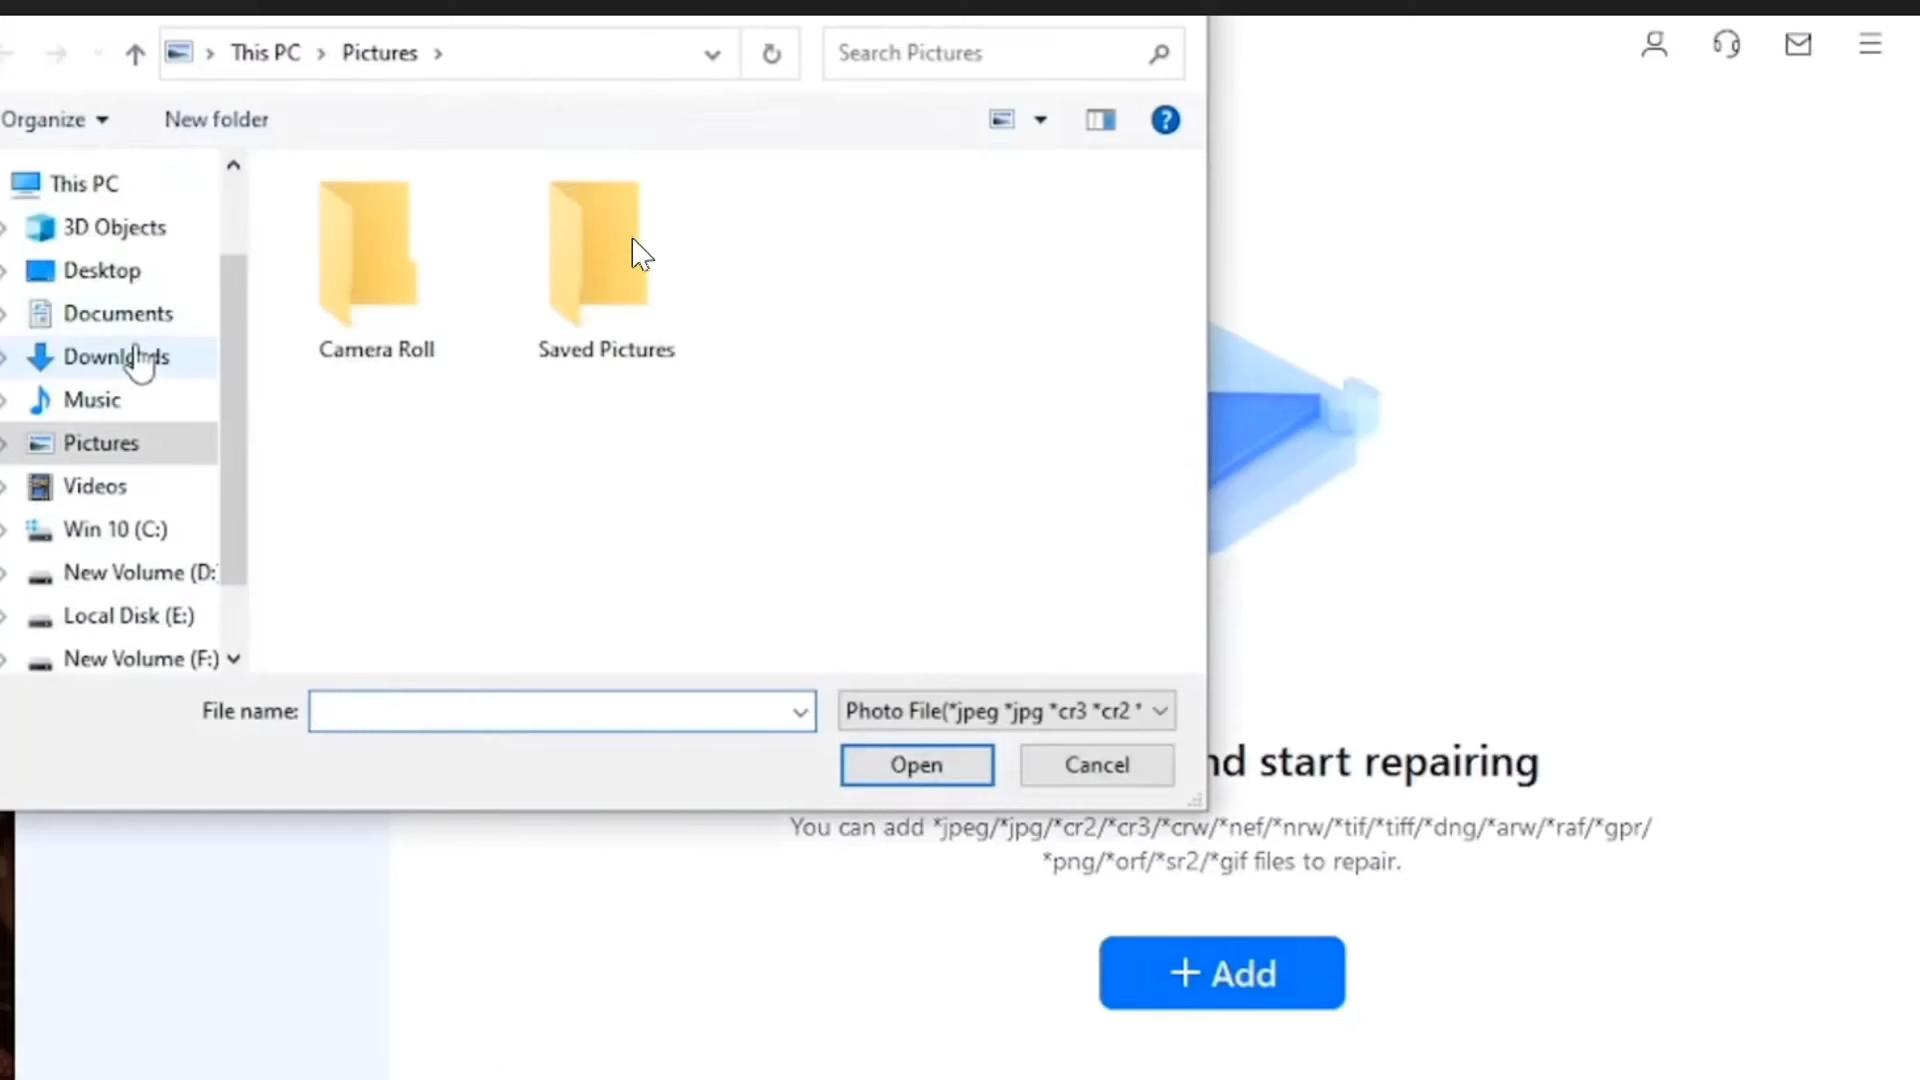 This PC
Pictures
Search Pictures
Organize
New folder
?
This PC
3D Objects
Desktop
Documents
Downloads
Music
Pictures
Videos
Win 10 (C:)
New Volume (D:
Local Disk (E:)
New Volume (F:)
Camera Roll
Saved Pictures
File name:
Photo File(*jpeg *jpg *cr3 *cr2 *
Open
Cancel
nd start repairing
You can add *jpeg/*jpg/*cr2/*cr3/*crw/*nef/*nrw/*tif/*tiff/*dng/*arw/*raf/*gpr/
*png/*orf/*sr2/*gif files to repair.
+ Add